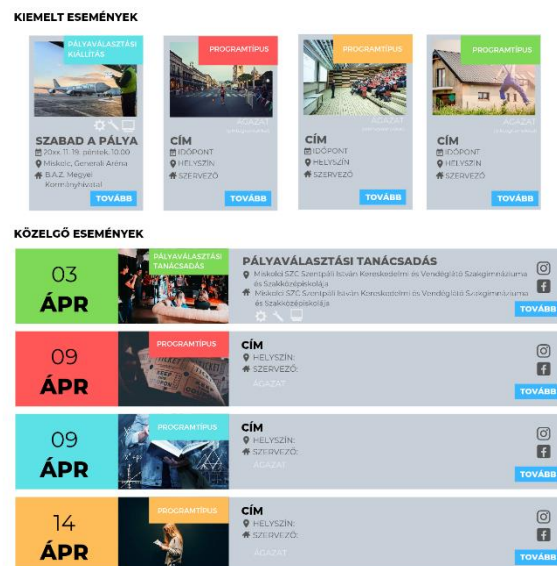 KIEMELT ESEMÉNYEK
PÁLYAVÁLASZTÁSI
KIÁLLÍTÁS
SZABAD A PÁLYA
20xx. 11. 19. péntek, 10.00
Miskolc, Generali Aréna
B.A.Z. Megyei
Kormányhivatal
TOVÁBB
PROGRAMTÍPUS
ÁGAZAT
CÍM
IDŐPONT
HELYSZÍN
SZERVEZŐ
TOVÁBB
PROGRAMTÍPUS
ÁGAZAT
CÍM
IDŐPONT
HELYSZÍN
SZERVEZŐ
TOVÁBB
PROGRAMTÍPUS
ÁGAZAT
CÍM
IDŐPONT
HELYSZÍN
SZERVEZŐ
TOVÁBB
KÖZELGŐ ESEMÉNYEK
03
ÁPR
PÁLYAVÁLASZTÁSI
TANÁCSADÁS
PÁLYAVÁLASZTÁSI TANÁCSADÁS
Miskolci SZC Szentpáli István Kereskedelmi és Vendéglátó Szakgimnáziuma
és Szakközépiskolája
Miskolci SZC Szentpáli István Kereskedelmi és Vendéglátó Szakgimnáziuma
és Szakközépiskolája
TOVÁBB
09
ÁPR
PROGRAMTÍPUS
TICKET
CÍM
HELYSZÍN:
SZERVEZŐ:
ÁGAZAT
TOVÁBB
09
ÁPR
PROGRAMTÍPUS
CÍM
HELYSZÍN:
SZERVEZŐ:
ÁGAZAT
TOVÁBB
14
ÁPR
PROGRAMTÍPUS
CÍM
HELYSZÍN:
SZERVEZŐ:
ÁGAZAT
TOVÁBB